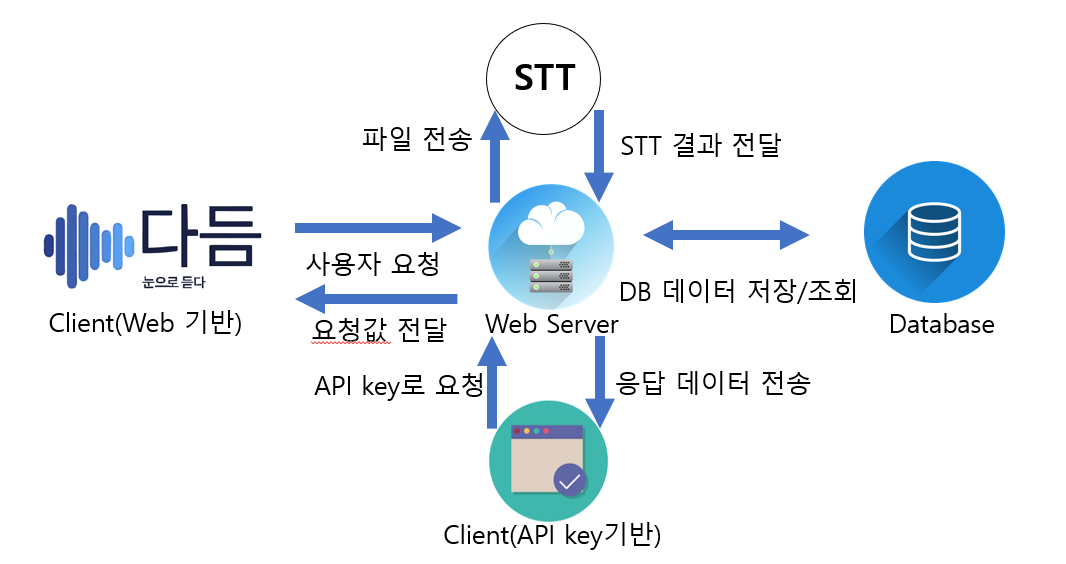 STT
파일 전송
STT 결과 전달
다듬
눈으로 듣다
사용자 요청
DB 데이터 저장/조회
Client(Web 기반)
요청값 전달
Web Server
Database
API key로 요청
응답 데이터 전송
Client(API key기반)